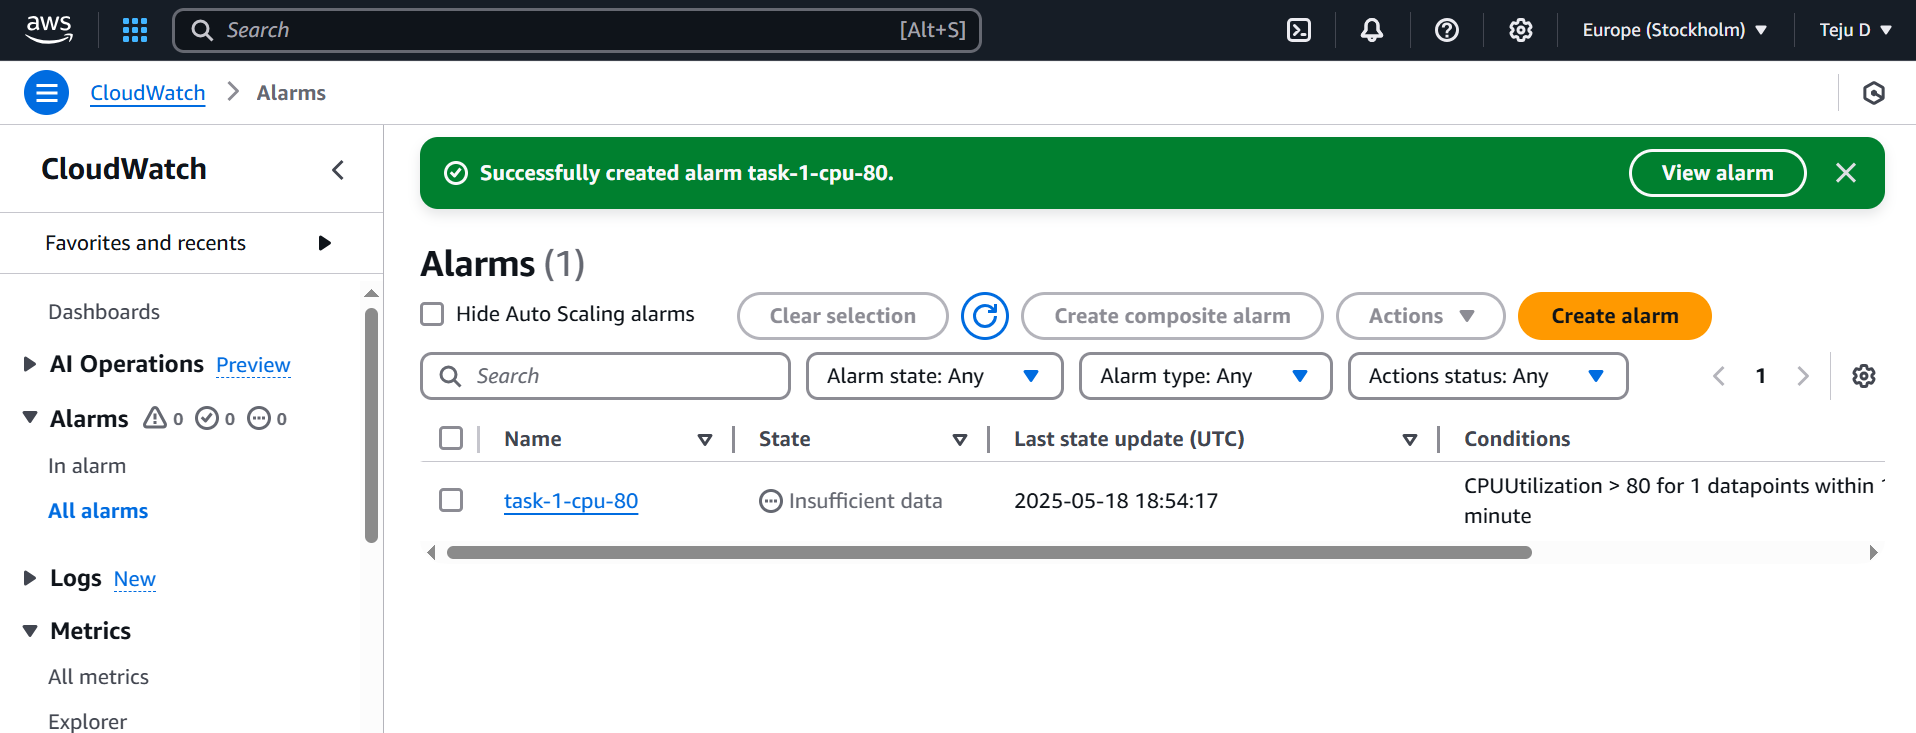 aws
Search [Alt+S]
Europe (Stockholm)
Teju D
CloudWatch
Alarms
CloudWatch
Favorites and recents
Dashboards
AI Operations Preview
Alarms 0 0 0
In alarm
All alarms
Logs New
Metrics
All metrics
Explorer
Successfully created alarm task-1-cpu-80.
View alarm
Alarms (1)
Hide Auto Scaling alarms
Clear selection
Create composite alarm
Actions
Create alarm
Search
Alarm state: Any
Alarm type: Any
Actions status: Any
1
Name
State
Last state update (UTC)
Conditions
task-1-cpu-80
Insufficient data
2025-05-18 18:54:17
CPUUtilization > 80 for 1 datapoints within
minute